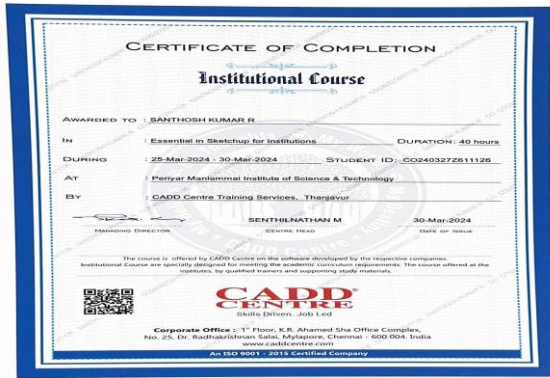 CERTIFICATE OF COMPLETION
Institutional Course
AWARDED TO : SANTHOSH KUMAR R
IN : Essential in Sketchup for Institutions DURATION: 40 hours
DURING : 25-Mar-2024 - 30-Mar-2024 STUDENT ID: CO240327Z611126
AT : Periyar Maniammai Institute of Science & Technology
BY : CADD Centre Training Services, Thanjavur
SENTHILNATHAN M 30-Mar-2024
MANAGING DIRECTOR CENTRE HEAD DATE OF ISSUE
The course is offered by CADD Centre on the software developed by the respective companies.
Institutional Course are specially designed for meeting the academic curriculum requirements. The course offered at the
institutes, by qualified trainers and supporting study materials.
CADD
CENTRE
Skills Driven. Job Led
Corporate Office : 1st Floor, K.R. Ahamed Sha Office Complex,
No. 25, Dr. Radhakrishnan Salai, Mylapore, Chennai - 600 004. India
www.caddcentre.com
An ISO 9001 - 2015 Certified Company